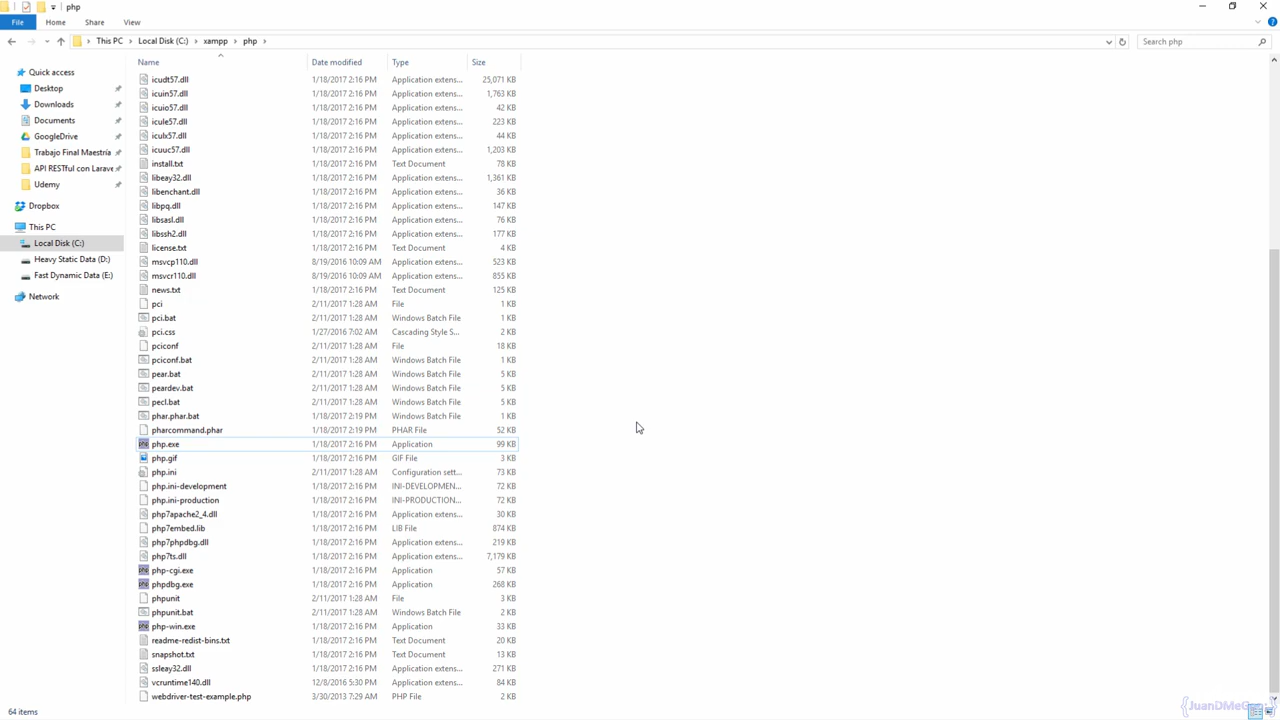 php
File Home Share View
This PC Local Disk (C:) xampp php Search php
Name Date modified Type Size
Quick access
Desktop
Downloads
Documents
GoogleDrive
Trabajo Final Maestría
API RESTful con Larave
Udemy
Dropbox
This PC
Local Disk (C:)
Heavy Static Data (D:)
Fast Dynamic Data (E:)
Network
icudt57.dll 1/18/2017 2:16 PM Application extens... 25,071 KB
icuin57.dll 1/18/2017 2:16 PM Application extens... 1,763 KB
icuio57.dll 1/18/2017 2:16 PM Application extens... 42 KB
icule57.dll 1/18/2017 2:16 PM Application extens... 223 KB
iculx57.dll 1/18/2017 2:16 PM Application extens... 44 KB
icuuc57.dll 1/18/2017 2:16 PM Application extens... 1,203 KB
install.txt 1/18/2017 2:16 PM Text Document 78 KB
libeay32.dll 1/18/2017 2:16 PM Application extens... 1,361 KB
libenchant.dll 1/18/2017 2:16 PM Application extens... 36 KB
libpq.dll 1/18/2017 2:16 PM Application extens... 147 KB
libsasl.dll 1/18/2017 2:16 PM Application extens... 76 KB
libssh2.dll 1/18/2017 2:16 PM Application extens... 177 KB
license.txt 1/18/2017 2:16 PM Text Document 4 KB
msvcp110.dll 8/19/2016 10:09 AM Application extens... 523 KB
msvcr110.dll 8/19/2016 10:09 AM Application extens... 855 KB
news.txt 1/18/2017 2:16 PM Text Document 125 KB
pci 2/11/2017 1:28 AM File 1 KB
pci.bat 2/11/2017 1:28 AM Windows Batch File 1 KB
pci.css 1/27/2016 7:02 AM Cascading Style S... 2 KB
pciconf 2/11/2017 1:28 AM File 18 KB
pciconf.bat 2/11/2017 1:28 AM Windows Batch File 1 KB
pear.bat 2/11/2017 1:28 AM Windows Batch File 5 KB
peardev.bat 2/11/2017 1:28 AM Windows Batch File 5 KB
pecl.bat 2/11/2017 1:28 AM Windows Batch File 5 KB
phar.phar.bat 1/18/2017 2:19 PM Windows Batch File 1 KB
pharcommand.phar 1/18/2017 2:19 PM PHAR File 52 KB
php.exe 1/18/2017 2:16 PM Application 99 KB
php.gif 1/18/2017 2:16 PM GIF File 3 KB
php.ini 2/11/2017 1:28 AM Configuration sett... 73 KB
php.ini-development 1/18/2017 2:16 PM INI-DEVELOPMEN... 72 KB
php.ini-production 1/18/2017 2:16 PM INI-PRODUCTION... 72 KB
php7apache2_4.dll 1/18/2017 2:16 PM Application extens... 30 KB
php7embed.lib 1/18/2017 2:16 PM LIB File 874 KB
php7phpdbg.dll 1/18/2017 2:16 PM Application extens... 219 KB
php7ts.dll 1/18/2017 2:16 PM Application extens... 7,179 KB
php-cgi.exe 1/18/2017 2:16 PM Application 57 KB
phpdbg.exe 1/18/2017 2:16 PM Application 268 KB
phpunit 2/11/2017 1:28 AM File 3 KB
phpunit.bat 2/11/2017 1:28 AM Windows Batch File 2 KB
php-win.exe 1/18/2017 2:16 PM Application 33 KB
readme-redist-bins.txt 1/18/2017 2:16 PM Text Document 20 KB
snapshot.txt 1/18/2017 2:16 PM Text Document 13 KB
ssleay32.dll 1/18/2017 2:16 PM Application extens... 271 KB
vcruntime140.dll 12/8/2016 5:30 PM Application extens... 84 KB
webdriver-test-example.php 3/30/2013 7:29 AM PHP File 2 KB
64 items